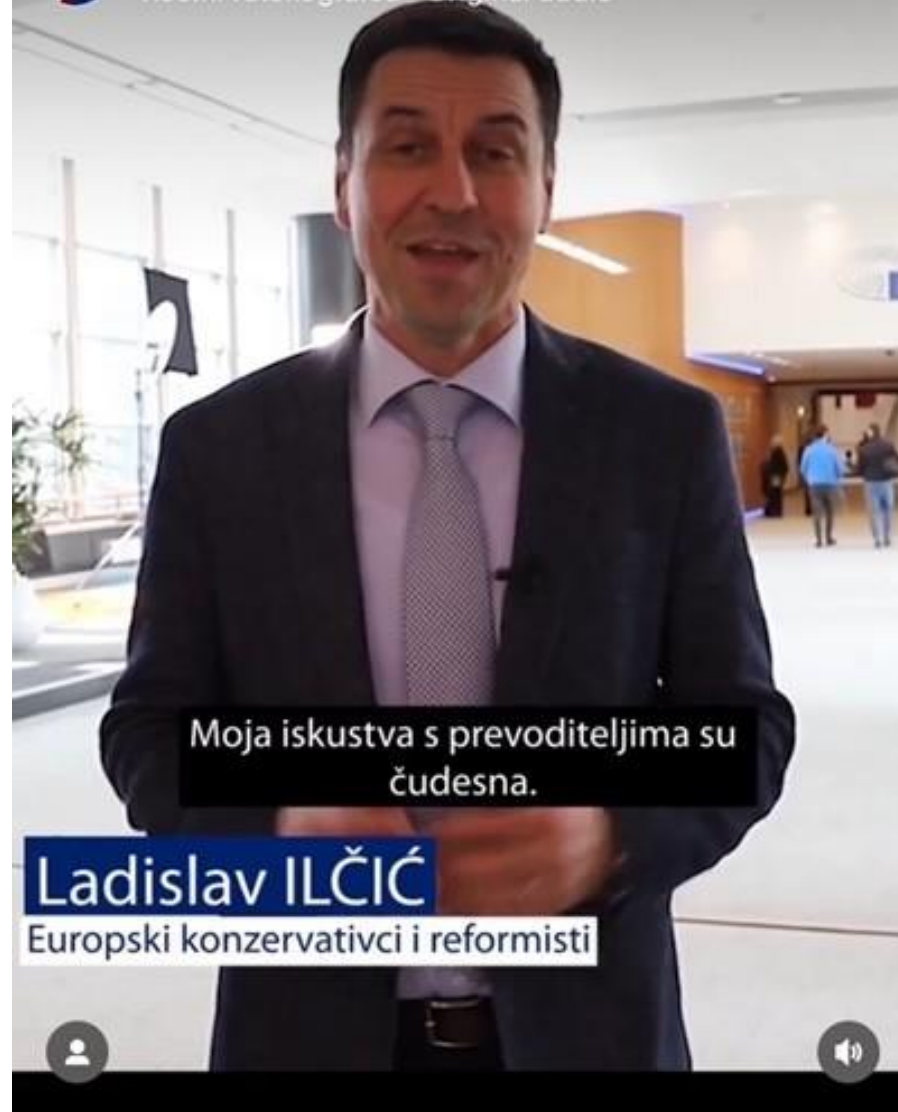 Moja iskustva s prevoditeljima su
čudesna.
Ladislav ILČIĆ
Europski konzervativci i reformisti